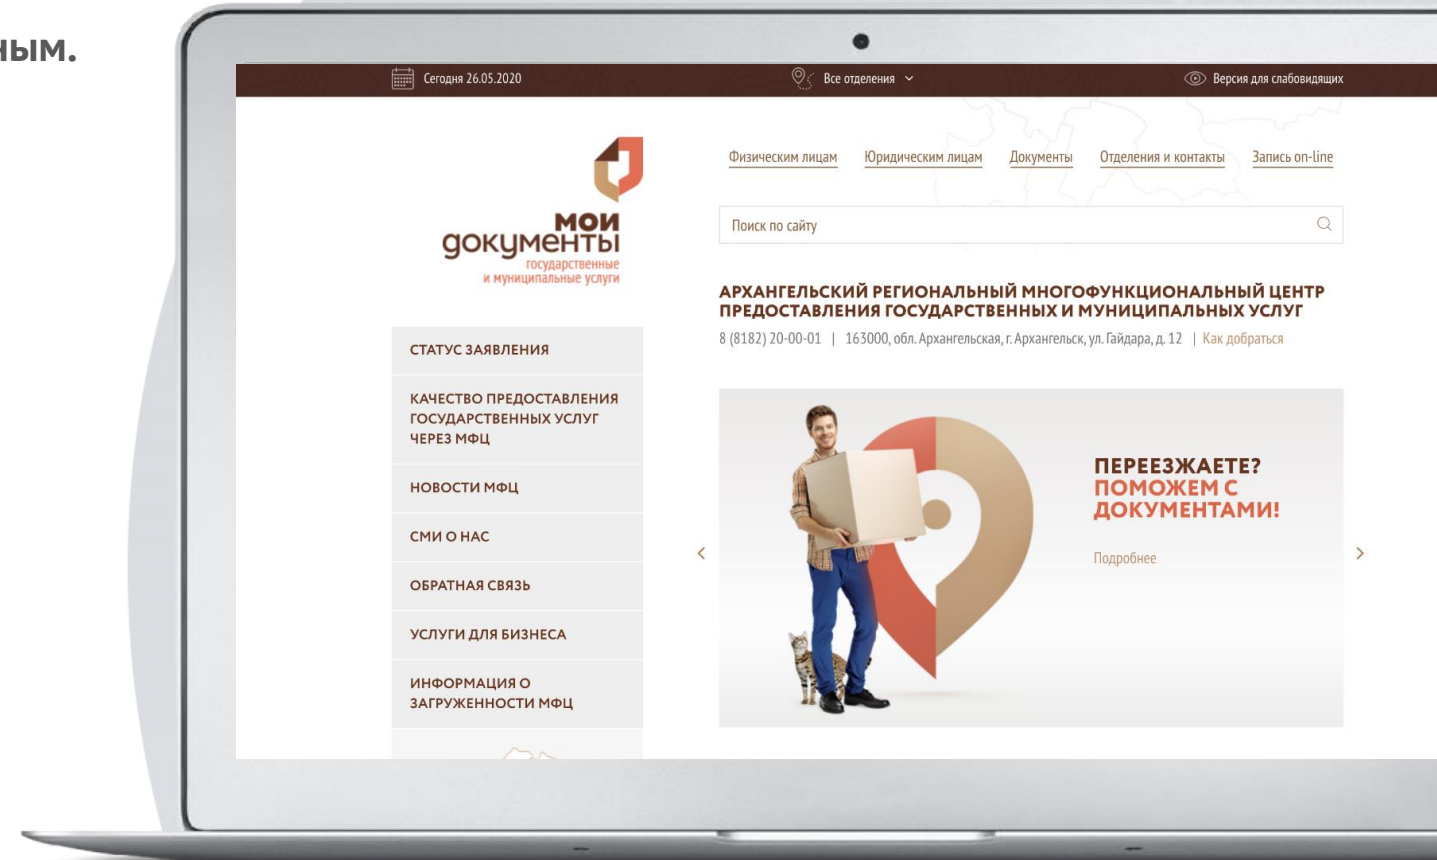 ным.
Сегодня 26.05.2020
Все отделения
Версия для слабовидящих
Физическим лицам
Юридическим лицам
Документы
Отделения и контакты
Запись on-line
мои
документы
государственные
и муниципальные услуги
Поиск по сайту
АРХАНГЕЛЬСКИЙ РЕГИОНАЛЬНЫЙ МНОГОФУНКЦИОНАЛЬНЫЙ ЦЕНТР
ПРЕДОСТАВЛЕНИЯ ГОСУДАРСТВЕННЫХ И МУНИЦИПАЛЬНЫХ УСЛУГ
8 (8182) 20-00-01 | 163000, обл. Архангельская, г. Архангельск, ул. Гайдара, д. 12 | Как добраться
СТАТУС ЗАЯВЛЕНИЯ
КАЧЕСТВО ПРЕДОСТАВЛЕНИЯ
ГОСУДАРСТВЕННЫХ УСЛУГ
ЧЕРЕЗ МФЦ
НОВОСТИ МФЦ
СМИ О НАС
ОБРАТНАЯ СВЯЗЬ
УСЛУГИ ДЛЯ БИЗНЕСА
ИНФОРМАЦИЯ О
ЗАГРУЖЕННОСТИ МФЦ
ПЕРЕЕЗЖАЕТЕ?
ПОМОЖЕМ С
ДОКУМЕНТАМИ!
Подробнее